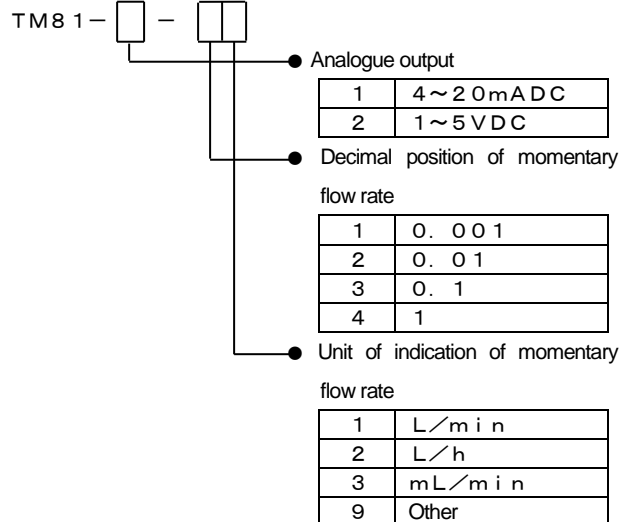 TM81－ －
Analogue output
1 4～20mADC
2 1～5VDC
Decimal position of momentary
flow rate
1 0．001
2 0．01
3 0．1
4 1
Unit of indication of momentary
flow rate
1 L／min
2 L／h
3 mL／min
9 Other